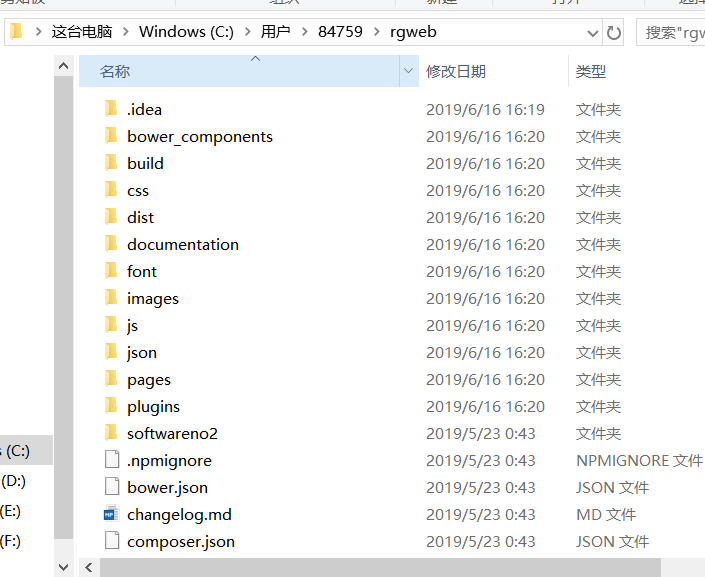 组织
这台电脑 > Windows (C:) > 用户 > 84759 > rgweb
搜索"rgw
名称 修改日期 类型
.idea 2019/6/16 16:19 文件夹
bower_components 2019/6/16 16:20 文件夹
build 2019/6/16 16:20 文件夹
css 2019/6/16 16:20 文件夹
dist 2019/6/16 16:20 文件夹
documentation 2019/6/16 16:20 文件夹
font 2019/6/16 16:20 文件夹
images 2019/6/16 16:20 文件夹
js 2019/6/16 16:20 文件夹
json 2019/6/16 16:20 文件夹
pages 2019/6/16 16:20 文件夹
plugins 2019/6/16 16:20 文件夹
softwareno2 2019/5/23 0:43 文件夹
.npmignore 2019/5/23 0:43 NPMIGNORE 文件
bower.json 2019/5/23 0:43 JSON 文件
changelog.md 2019/5/23 0:43 MD 文件
composer.json 2019/5/23 0:43 JSON 文件
s (C:)
(D:)
(E:)
(F:)